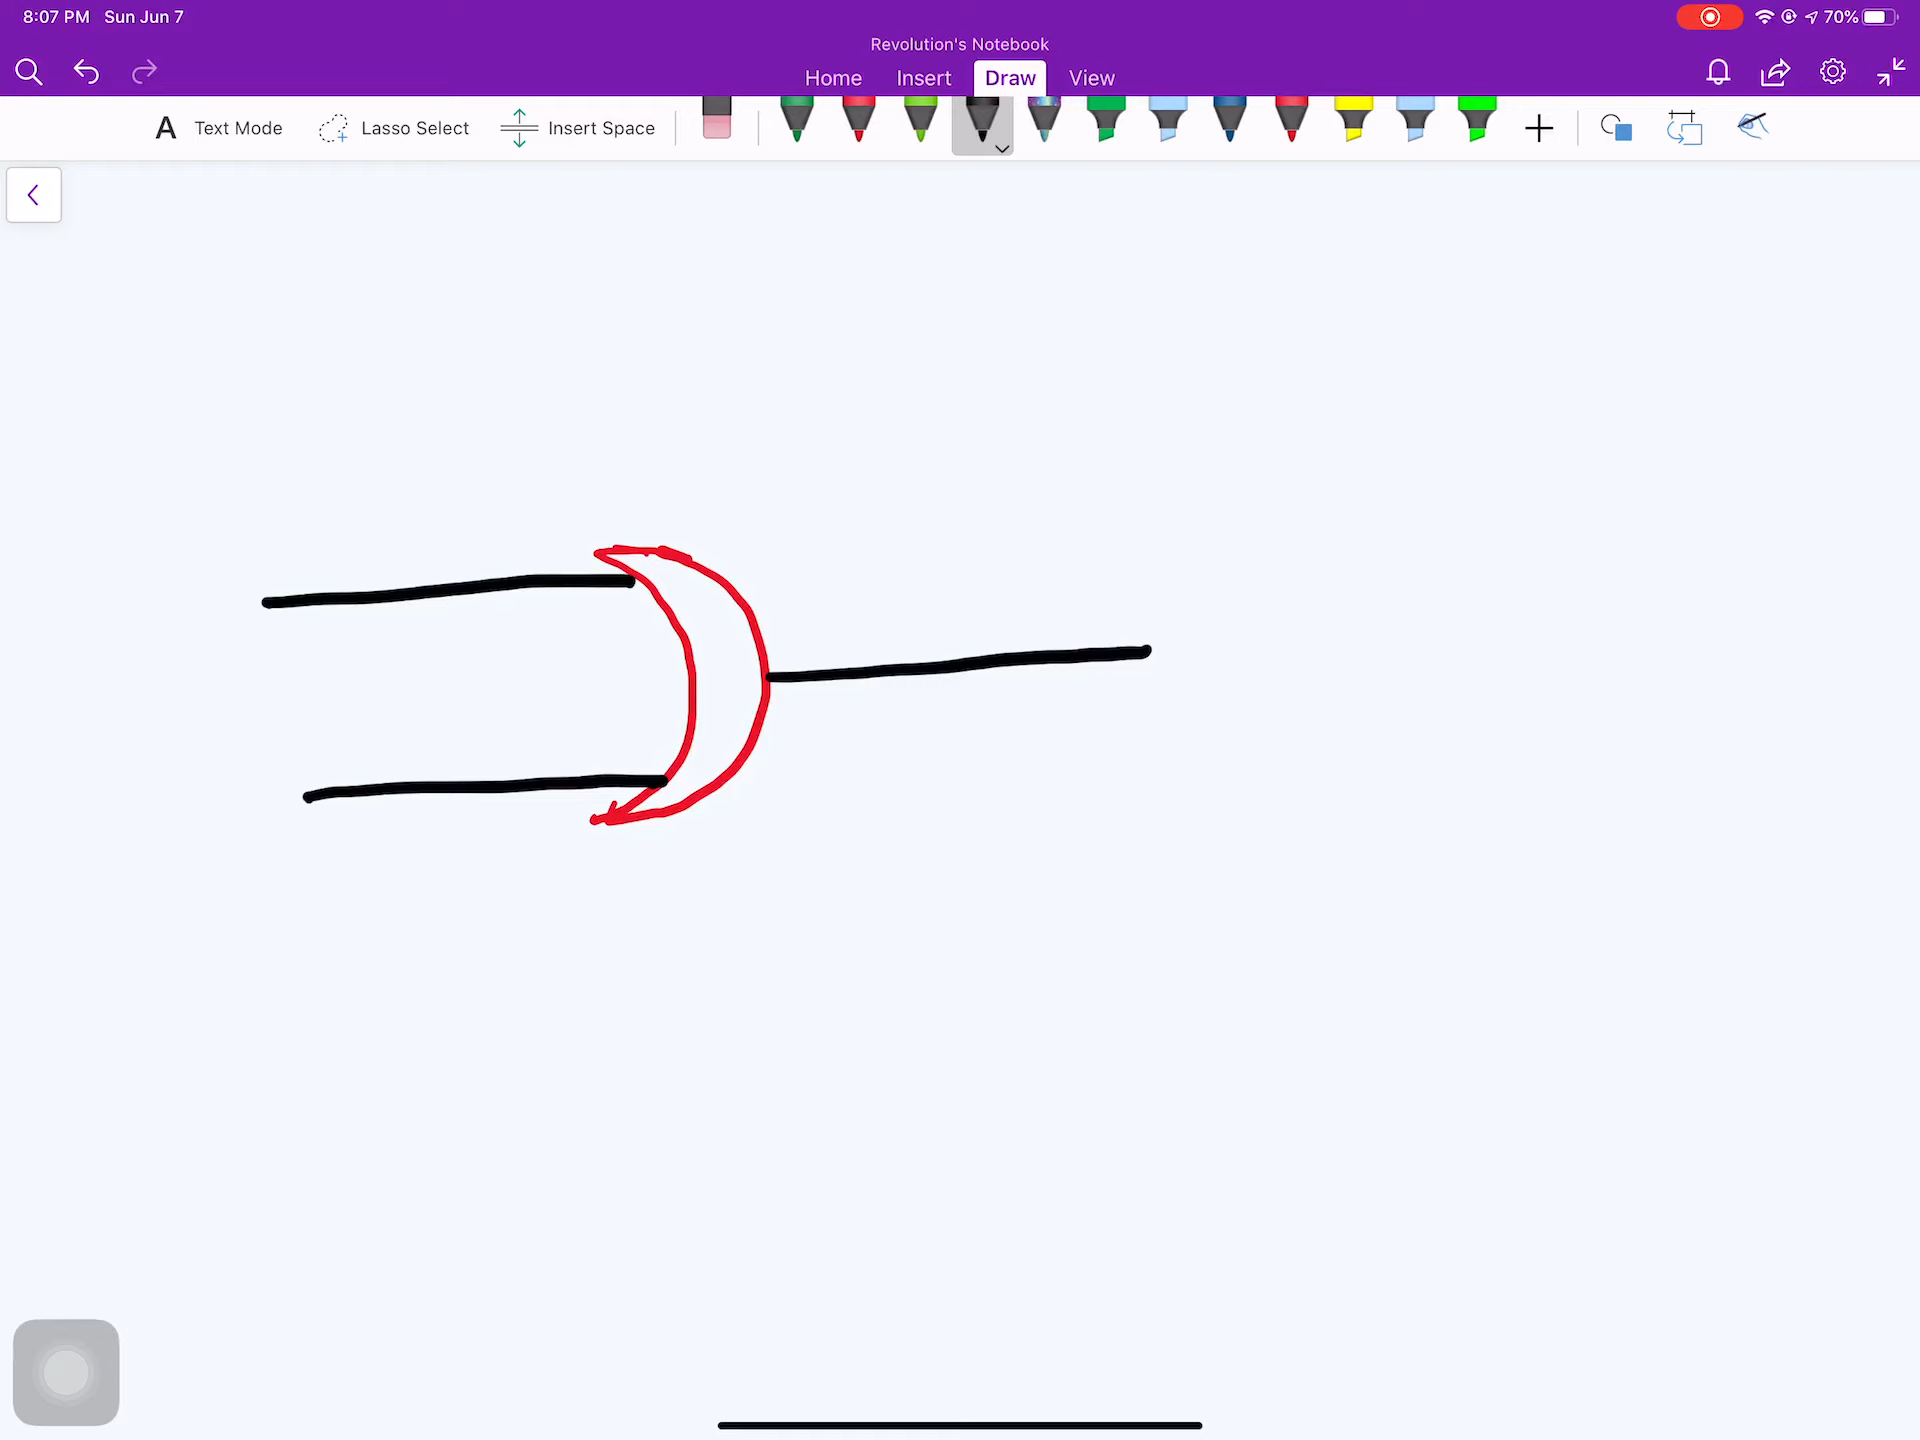 8:07 PM Sun Jun 7
70%
Revolution's Notebook
Home Insert Draw View
A Text Mode Lasso Select Insert Space